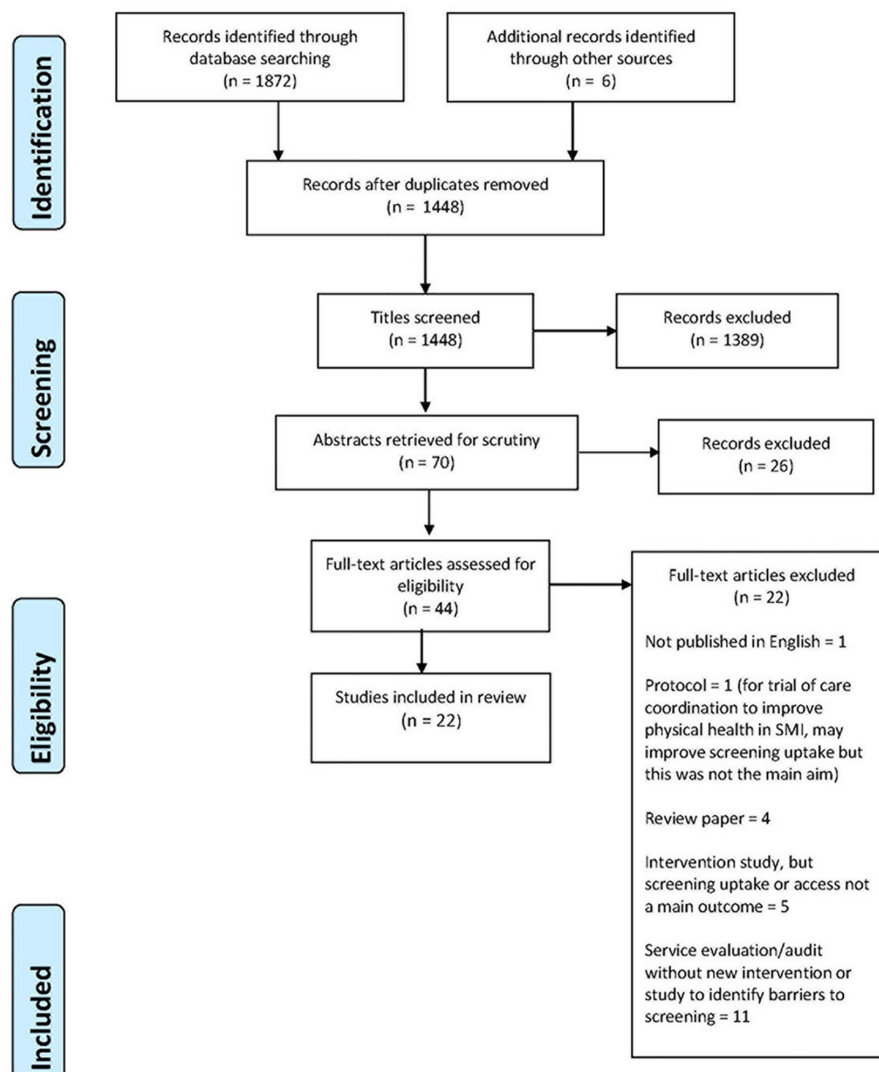 Identification
Records identified through
database searching
(n = 1872)
Additional records identified
through other sources
(n = 6)
Records after duplicates removed
(n = 1448)
Screening
Titles screened
(n = 1448)
Records excluded
(n = 1389)
Abstracts retrieved for scrutiny
(n = 70)
Records excluded
(n = 26)
Eligibility
Full-text articles assessed for
eligibility
(n = 44)
Full-text articles excluded
(n = 22)
Not published in English = 1
Protocol = 1 (for trial of care
coordination to improve
physical health in SMI, may
improve screening uptake but
this was not the main aim)
Review paper = 4
Intervention study, but
screening uptake or access not
a main outcome = 5
Service evaluation/audit
without new intervention or
study to identify barriers to
screening = 11
Studies included in review
(n = 22)
Included